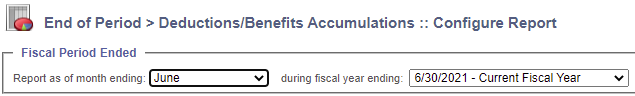 End of Period > Deductions/Benefits Accumulations :: Configure Report
Fiscal Period Ended
Report as of month ending: June during fiscal year ending: 6/30/2021 - Current Fiscal Year